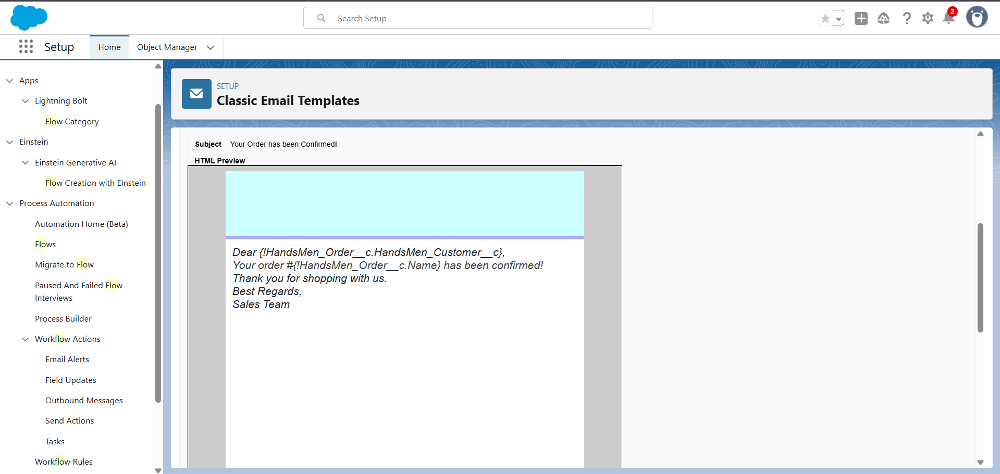 Search Setup
2
Setup
Home
Object Manager
Apps
Lightning Bolt
Flow Category
Einstein
Einstein Generative AI
Flow Creation with Einstein
Process Automation
Automation Home (Beta)
Flows
Migrate to Flow
Paused And Failed Flow
Interviews
Process Builder
Workflow Actions
Email Alerts
Field Updates
Outbound Messages
Send Actions
Tasks
Workflow Rules
SETUP
Classic Email Templates
Subject Your Order has been Confirmed!
HTML Preview
Dear {!HandsMen_Order__c.HandsMen_Customer__c},
Your order #{!HandsMen_Order__c.Name} has been confirmed!
Thank you for shopping with us.
Best Regards,
Sales Team